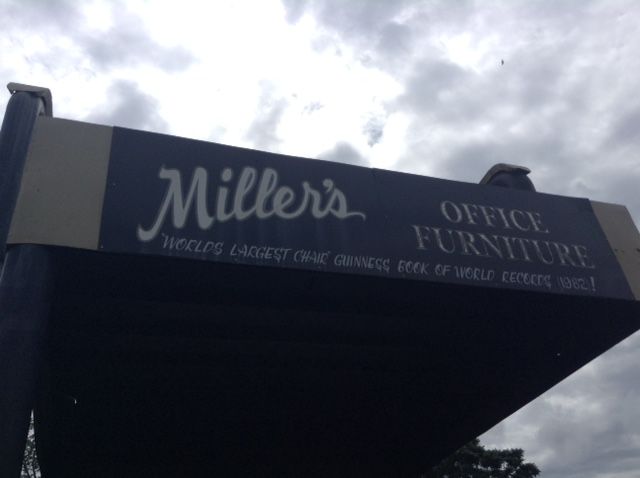 Miller's
OFFICE
FURNITURE
"WORLDS LARGEST CHAIR" GUINNESS BOOK OF WORLD RECORDS (1982)!